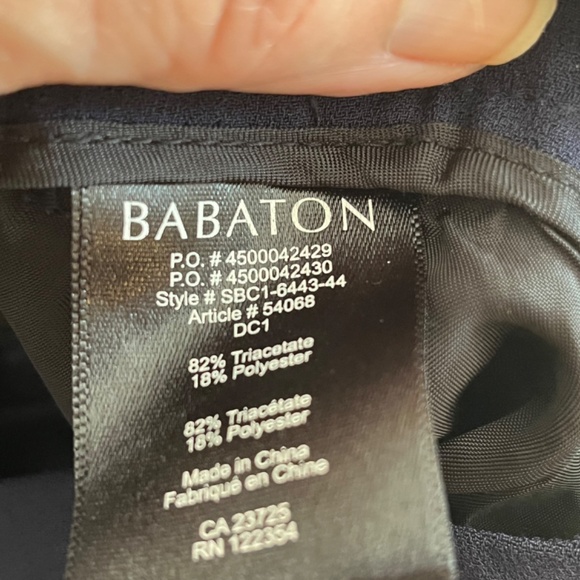 BABATON
P.O. # 4500042429
P.O. # 4500042430
Style # SBC1-6443-44
Article # 54068
DC1
82% Triacetate
18% Polyester
82% Triacétate
18% Polyester
Made in China
Fabriqué en Chine
CA 23725
RN 122354